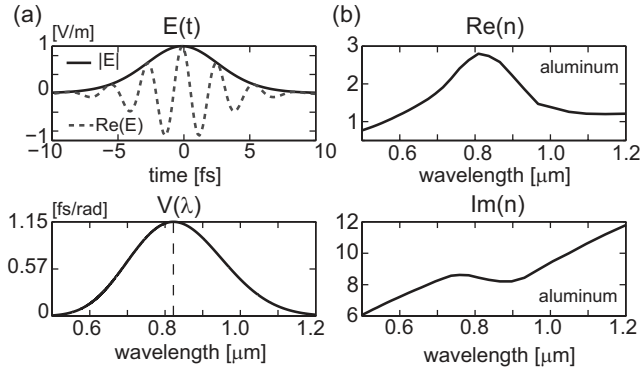 (a)
[V/m]
E(t)
1
0
−1
|E|
Re(E)
−10
−5
0
5
10
time [fs]
[fs/rad]
V(λ)
1.15
0.57
0
0.6
0.8
1.0
1.2
wavelength [μm]
(b)
Re(n)
3
2
1
aluminum
0.6
0.8
1.0
1.2
wavelength [μm]
Im(n)
12
10
8
6
aluminum
0.6
0.8
1.0
1.2
wavelength [μm]